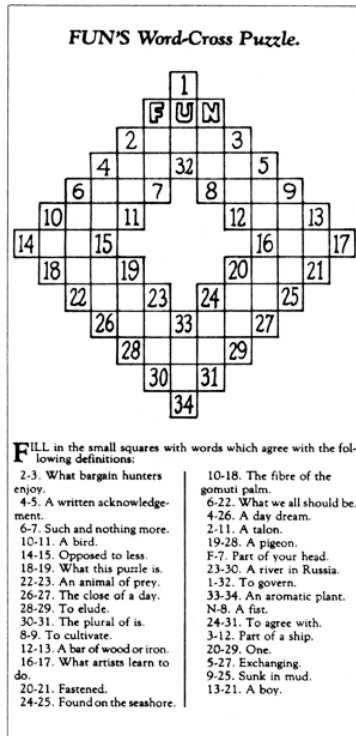 FUN'S Word-Cross Puzzle.
1
F U N
2 3
4 32 5
6 7 8 9
10 11 12 13
14 15 16 17
18 19 20 21
22 23 24 25
26 33 27
28 29
30 31
34
FILL in the small squares with words which agree with the fol-
lowing definitions:
2-3. What bargain hunters
enjoy.
4-5. A written acknowledge-
ment.
6-7. Such and nothing more.
10-11. A bird.
14-15. Opposed to less.
18-19. What this puzzle is.
22-23. An animal of prey.
26-27. The close of a day.
28-29. To elude.
30-31. The plural of is.
8-9. To cultivate.
12-13. A bar of wood or iron.
16-17. What artists learn to
do.
20-21. Fastened.
24-25. Found on the seashore.
10-18. The fibre of the
gomuti palm.
6-22. What we all should be.
4-26. A day dream.
2-11. A talon.
19-28. A pigeon.
F-7. Part of your head.
23-30. A river in Russia.
1-32. To govern.
33-34. An aromatic plant.
N-8. A fist.
24-31. To agree with.
3-12. Part of a ship.
20-29. One.
5-27. Exchanging.
9-25. Sunk in mud.
13-21. A boy.